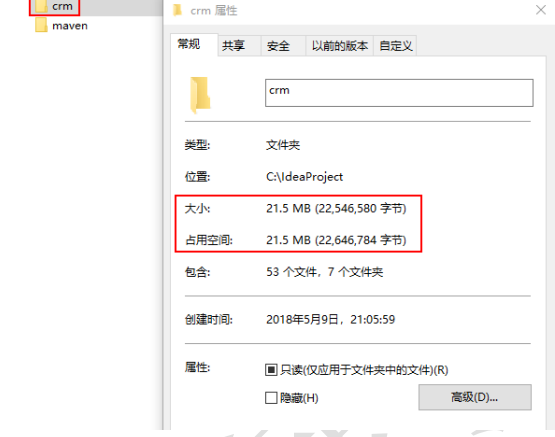 crm
maven
crm 属性
常规 共享 安全 以前的版本 自定义
crm
类型: 文件夹
位置: C:\IdeaProject
大小: 21.5 MB (22,546,580 字节)
占用空间: 21.5 MB (22,646,784 字节)
包含: 53 个文件，7 个文件夹
创建时间: 2018年5月9日，21:05:59
属性: 只读(仅应用于文件夹中的文件)(R)
隐藏(H) 高级(D)...